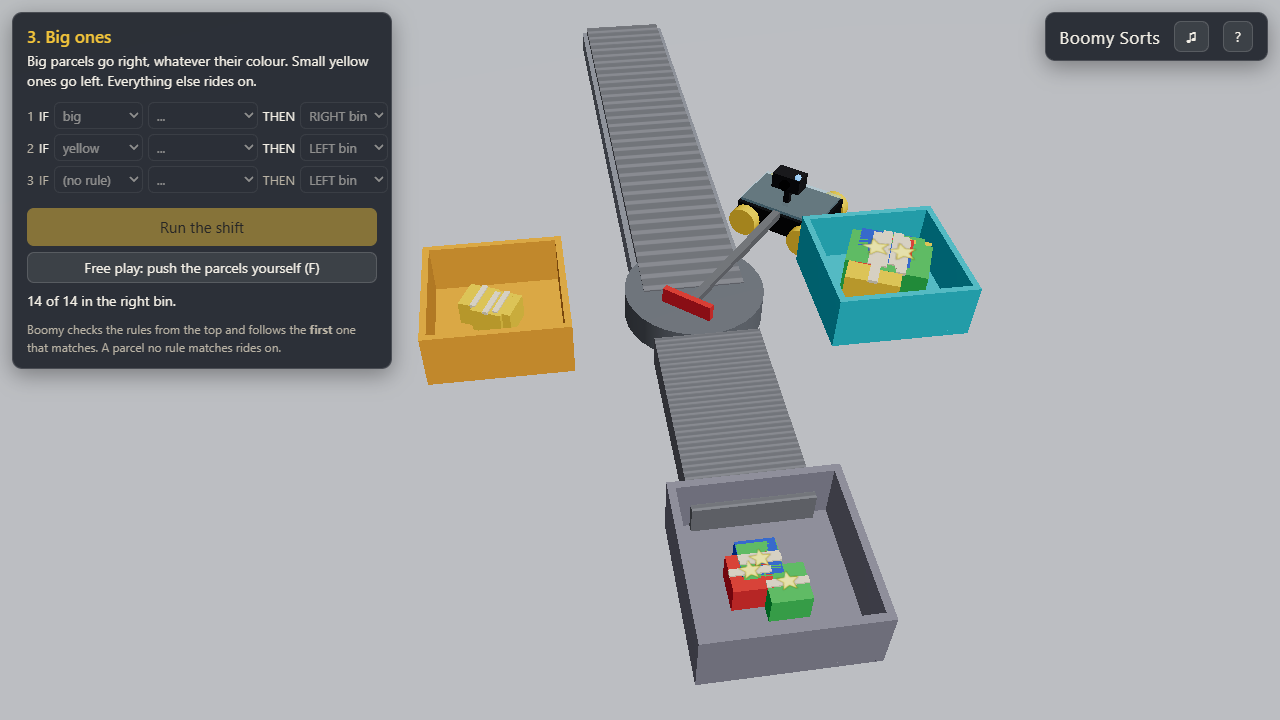 3. Big ones
Big parcels go right, whatever their colour. Small yellow
ones go left. Everything else rides on.
1 IF big ... THEN RIGHT bin
2 IF yellow ... THEN LEFT bin
3 IF (no rule) ... THEN LEFT bin
Run the shift
Free play: push the parcels yourself (F)
14 of 14 in the right bin.
Boomy checks the rules from the top and follows the first one
that matches. A parcel no rule matches rides on.
Boomy Sorts ♫ ?